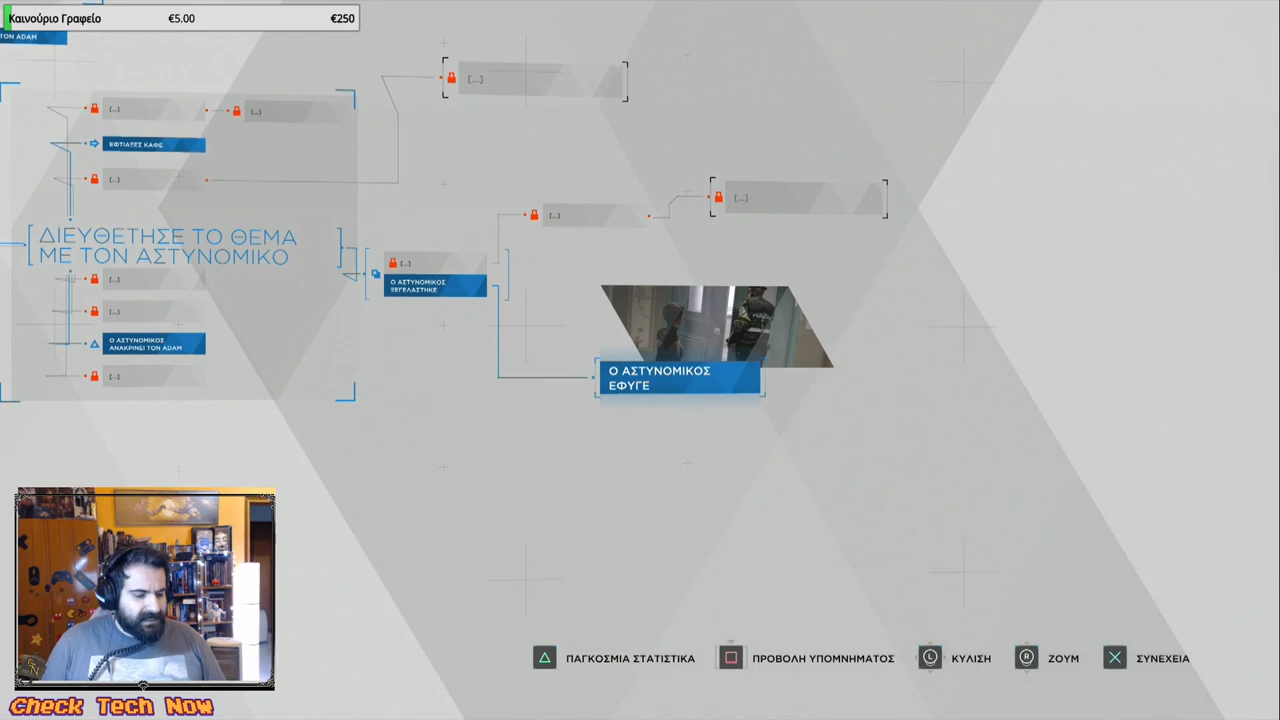 Καινούριο Γραφείο €5.00 €250
ΤΟΝ ADAM
[...]
[...]
[...]
ΕΦΤΙΑΞΕΣ ΚΑΦΕ
[...]
[...]
[...]
ΔΙΕΥΘΕΤΗΣΕ ΤΟ ΘΕΜΑ
ΜΕ ΤΟΝ ΑΣΤΥΝΟΜΙΚΟ
[...]
[...]
Ο ΑΣΤΥΝΟΜΙΚΟΣ
ΞΕΓΕΛΑΣΤΗΚΕ
[...]
Ο ΑΣΤΥΝΟΜΙΚΟΣ
ΑΝΑΚΡΙΝΕΙ ΤΟΝ ADAM
[...]
Ο ΑΣΤΥΝΟΜΙΚΟΣ
ΕΦΥΓΕ
ΠΑΓΚΟΣΜΙΑ ΣΤΑΤΙΣΤΙΚΑ
ΠΡΟΒΟΛΗ ΥΠΟΜΝΗΜΑΤΟΣ
L ΚΥΛΙΣΗ
R ΖΟΥΜ
ΣΥΝΕΧΕΙΑ
Check Tech Now